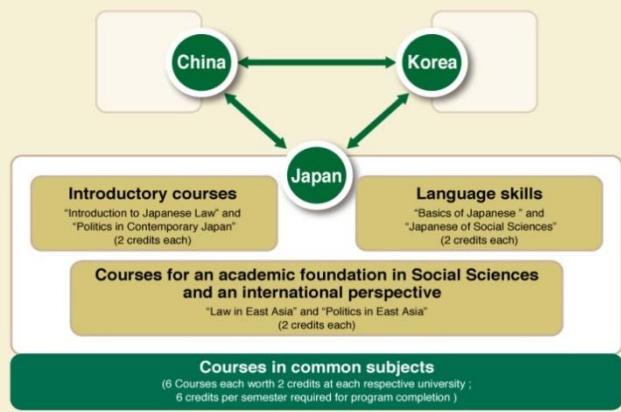 China
Korea
Japan
Introductory courses
“Introduction to Japanese Law” and
“Politics in Contemporary Japan”
(2 credits each)
Language skills
“Basics of Japanese ” and
“Japanese of Social Sciences”
(2 credits each)
Courses for an academic foundation in Social Sciences
and an international perspective
“Law in East Asia” and “Politics in East Asia”
(2 credits each)
Courses in common subjects
(6 Courses each worth 2 credits at each respective university ;
6 credits per semester required for program completion )